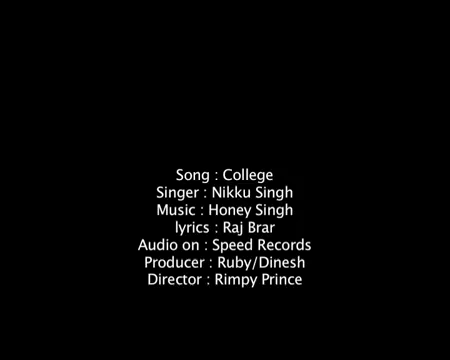 Song : College
Singer : Nikku Singh
Music : Honey Singh
lyrics : Raj Brar
Audio on : Speed Records
Producer : Ruby/Dinesh
Director : Rimpy Prince